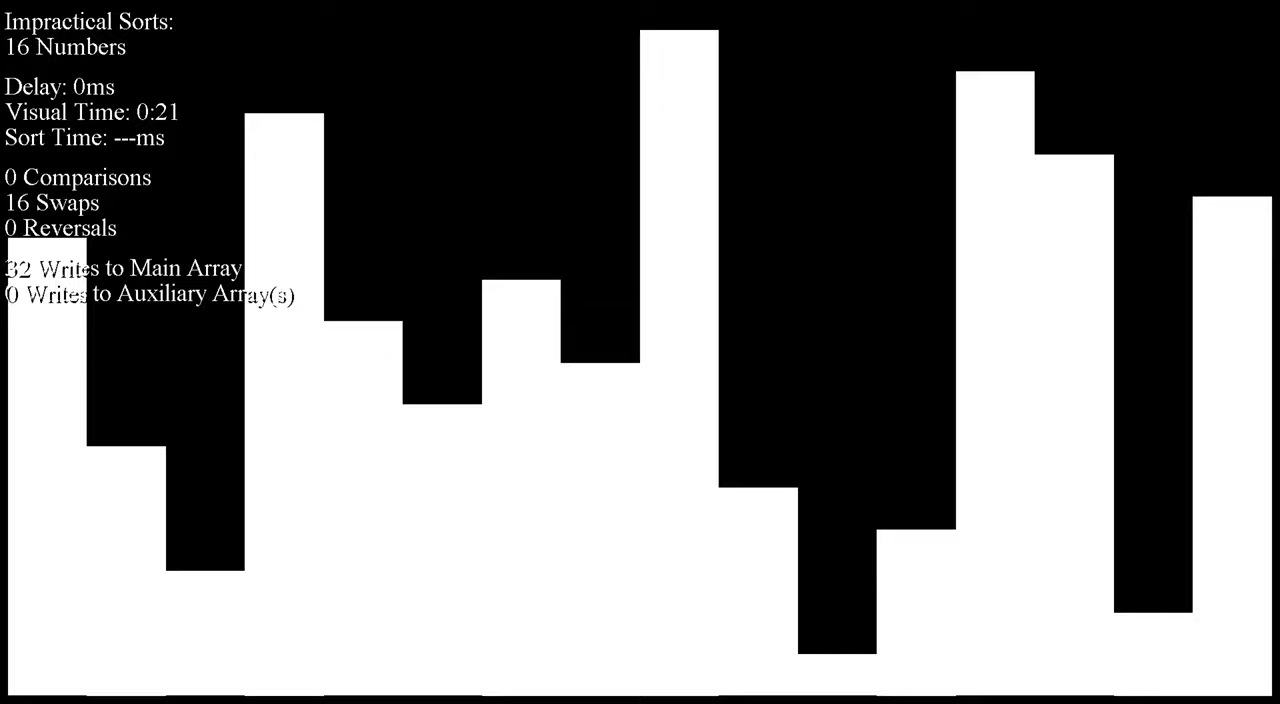 Impractical Sorts:
16 Numbers
Delay: 0ms
Visual Time: 0:21
Sort Time: ---ms
0 Comparisons
16 Swaps
0 Reversals
32 Writes to Main Array
0 Writes to Auxiliary Array(s)